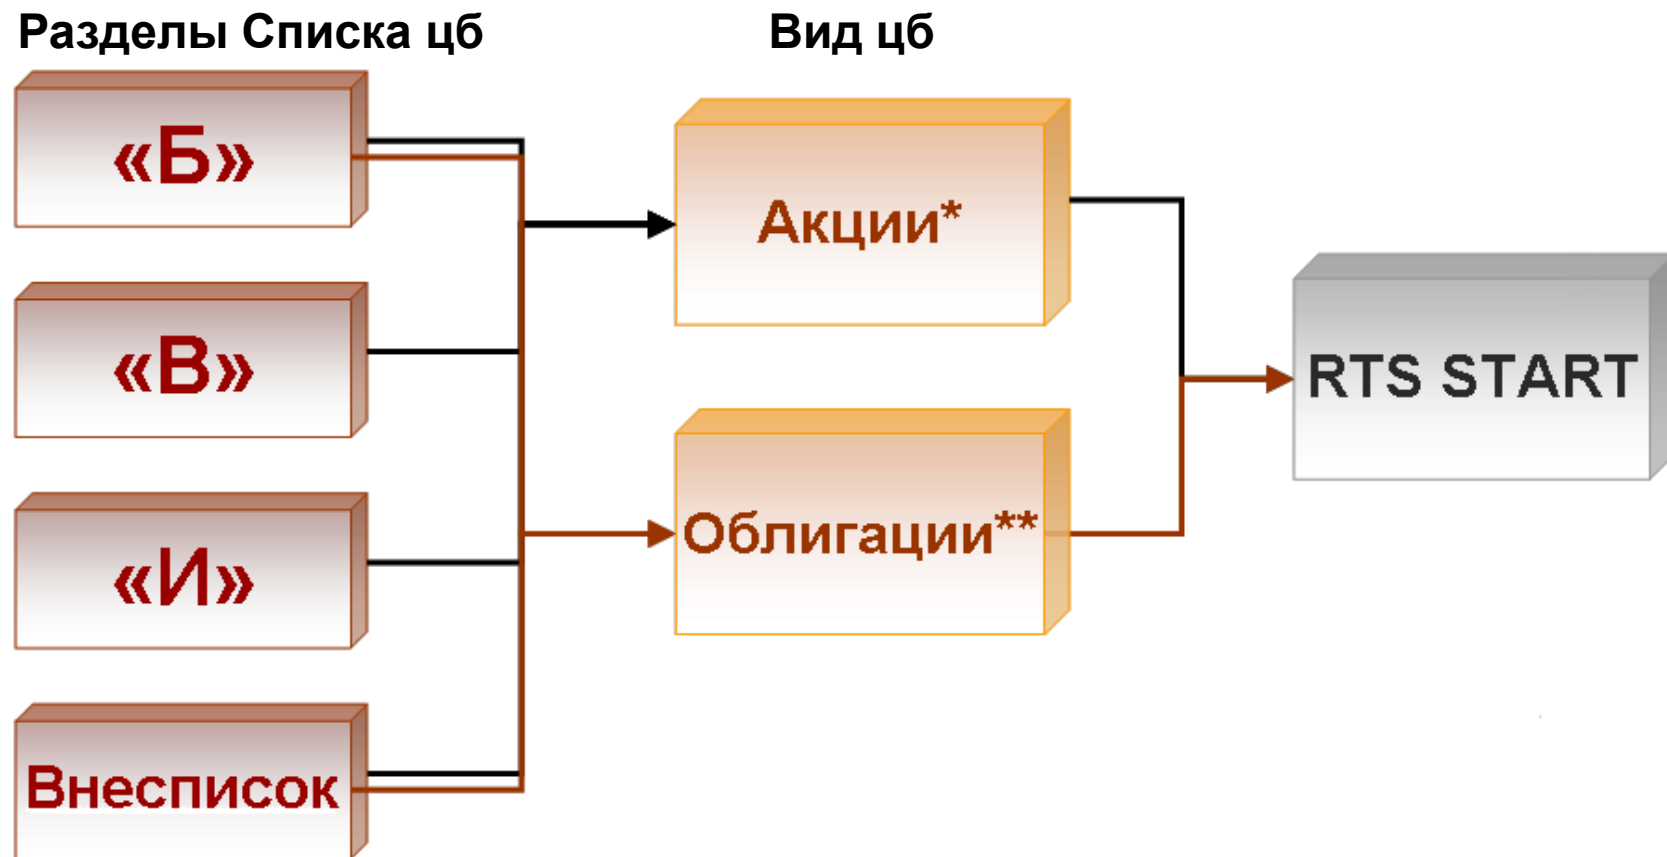 Разделы Списка цб
Вид цб
«Б»
«В»
«И»
Внесписок
Акции*
Облигации**
RTS START